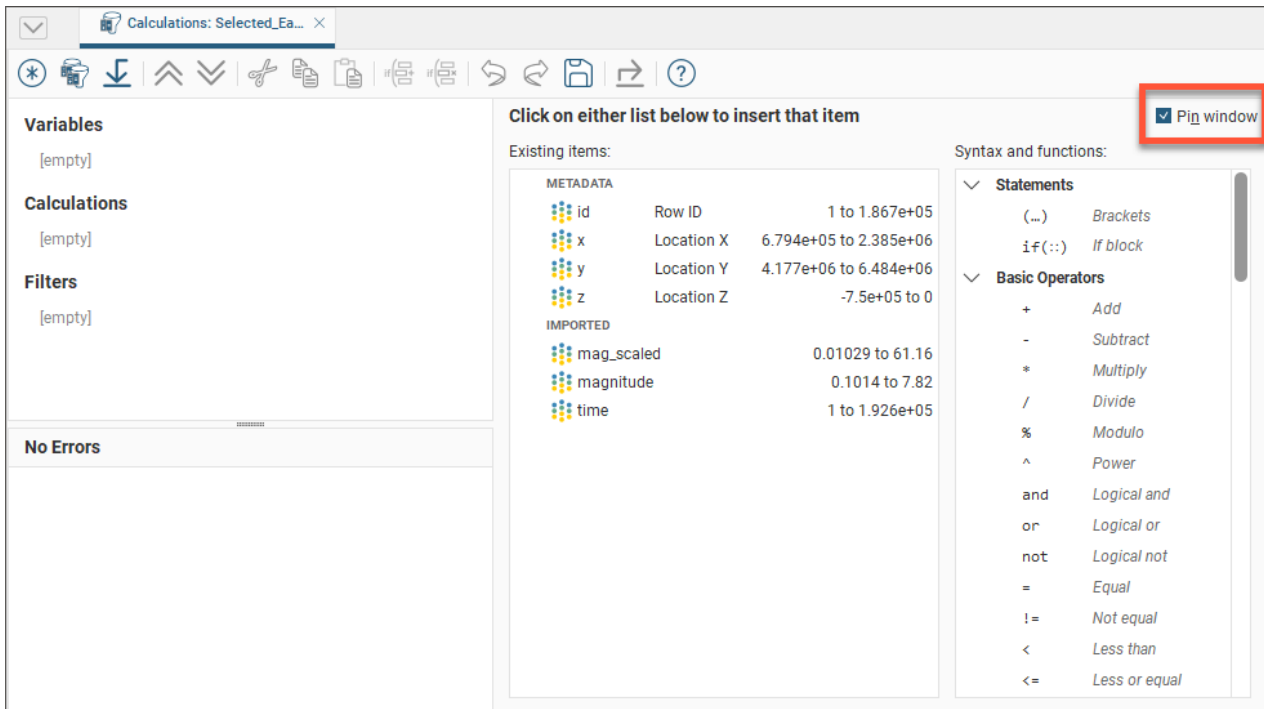 Calculations: Selected_Ea...
Variables
[empty]
Calculations
[empty]
Filters
[empty]
No Errors
Click on either list below to insert that item
Pin window
Existing items:
METADATA
id Row ID 1 to 1.867e+05
x Location X 6.794e+05 to 2.385e+06
y Location Y 4.177e+06 to 6.484e+06
z Location Z -7.5e+05 to 0
IMPORTED
mag_scaled 0.01029 to 61.16
magnitude 0.1014 to 7.82
time 1 to 1.926e+05
Syntax and functions:
Statements
(…) Brackets
if(::) If block
Basic Operators
+ Add
- Subtract
* Multiply
/ Divide
% Modulo
^ Power
and Logical and
or Logical or
not Logical not
= Equal
!= Not equal
< Less than
<= Less or equal